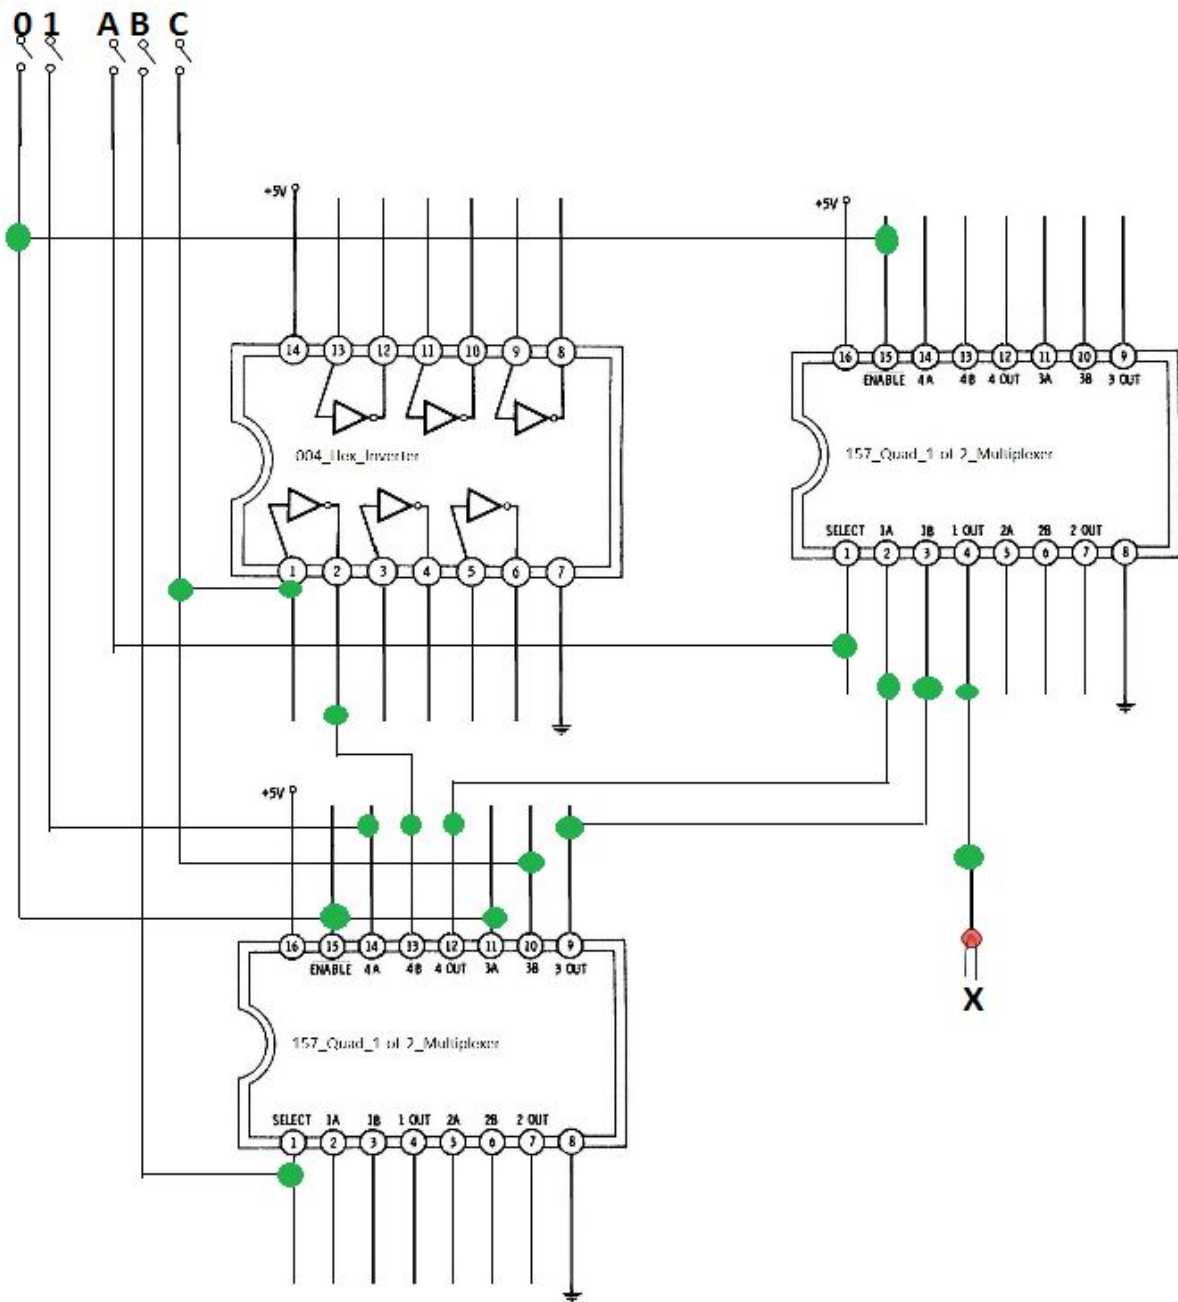 0 1 A B C
+5V
14 13 12 11 10 9 8
004_Hex_Inverter
1 2 3 4 5 6 7
+5V
16 15 14 13 12 11 10 9
ENABLE 4A 4B 4 OUT 3A 3B 3 OUT
157_Quad_1 of 2_Multiplexer
SELECT 1A 1B 1 OUT 2A 2B 2 OUT
1 2 3 4 5 6 7 8
+5V
16 15 14 13 12 11 10 9
ENABLE 4A 4B 4 OUT 3A 3B 3 OUT
157_Quad_1 of 2_Multiplexer
SELECT 1A 1B 1 OUT 2A 2B 2 OUT
1 2 3 4 5 6 7 8
X